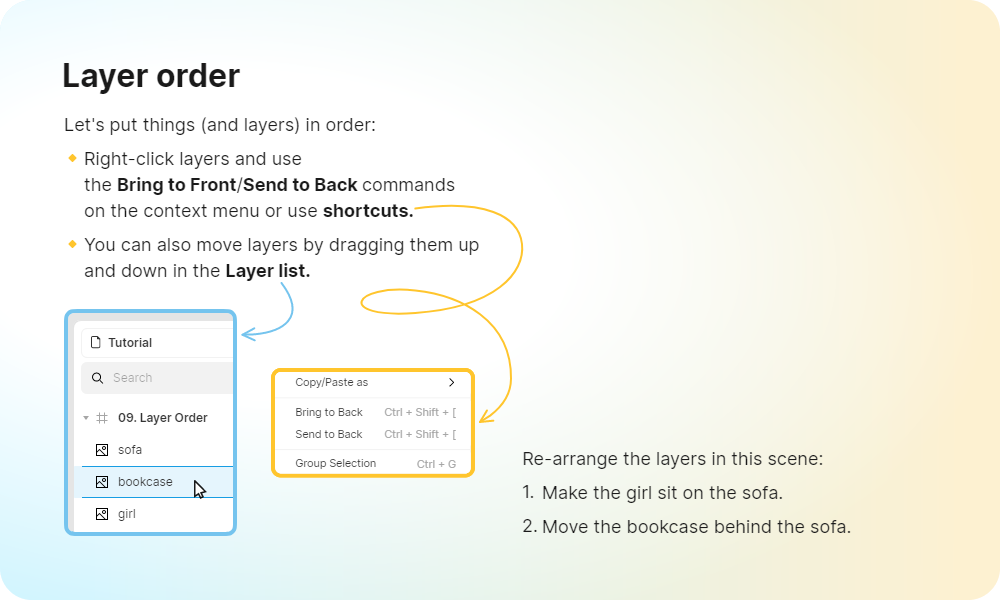 Layer order
Let's put things (and layers) in order:
Right-click layers and use
the Bring to Front/Send to Back commands
on the context menu or use shortcuts.
You can also move layers by dragging them up
and down in the Layer list.
Tutorial
Search
09. Layer Order
sofa
bookcase
girl
Copy/Paste as
Bring to Back Ctrl + Shift + [
Send to Back Ctrl + Shift + [
Group Selection Ctrl + G
Re-arrange the layers in this scene:
1. Make the girl sit on the sofa.
2. Move the bookcase behind the sofa.